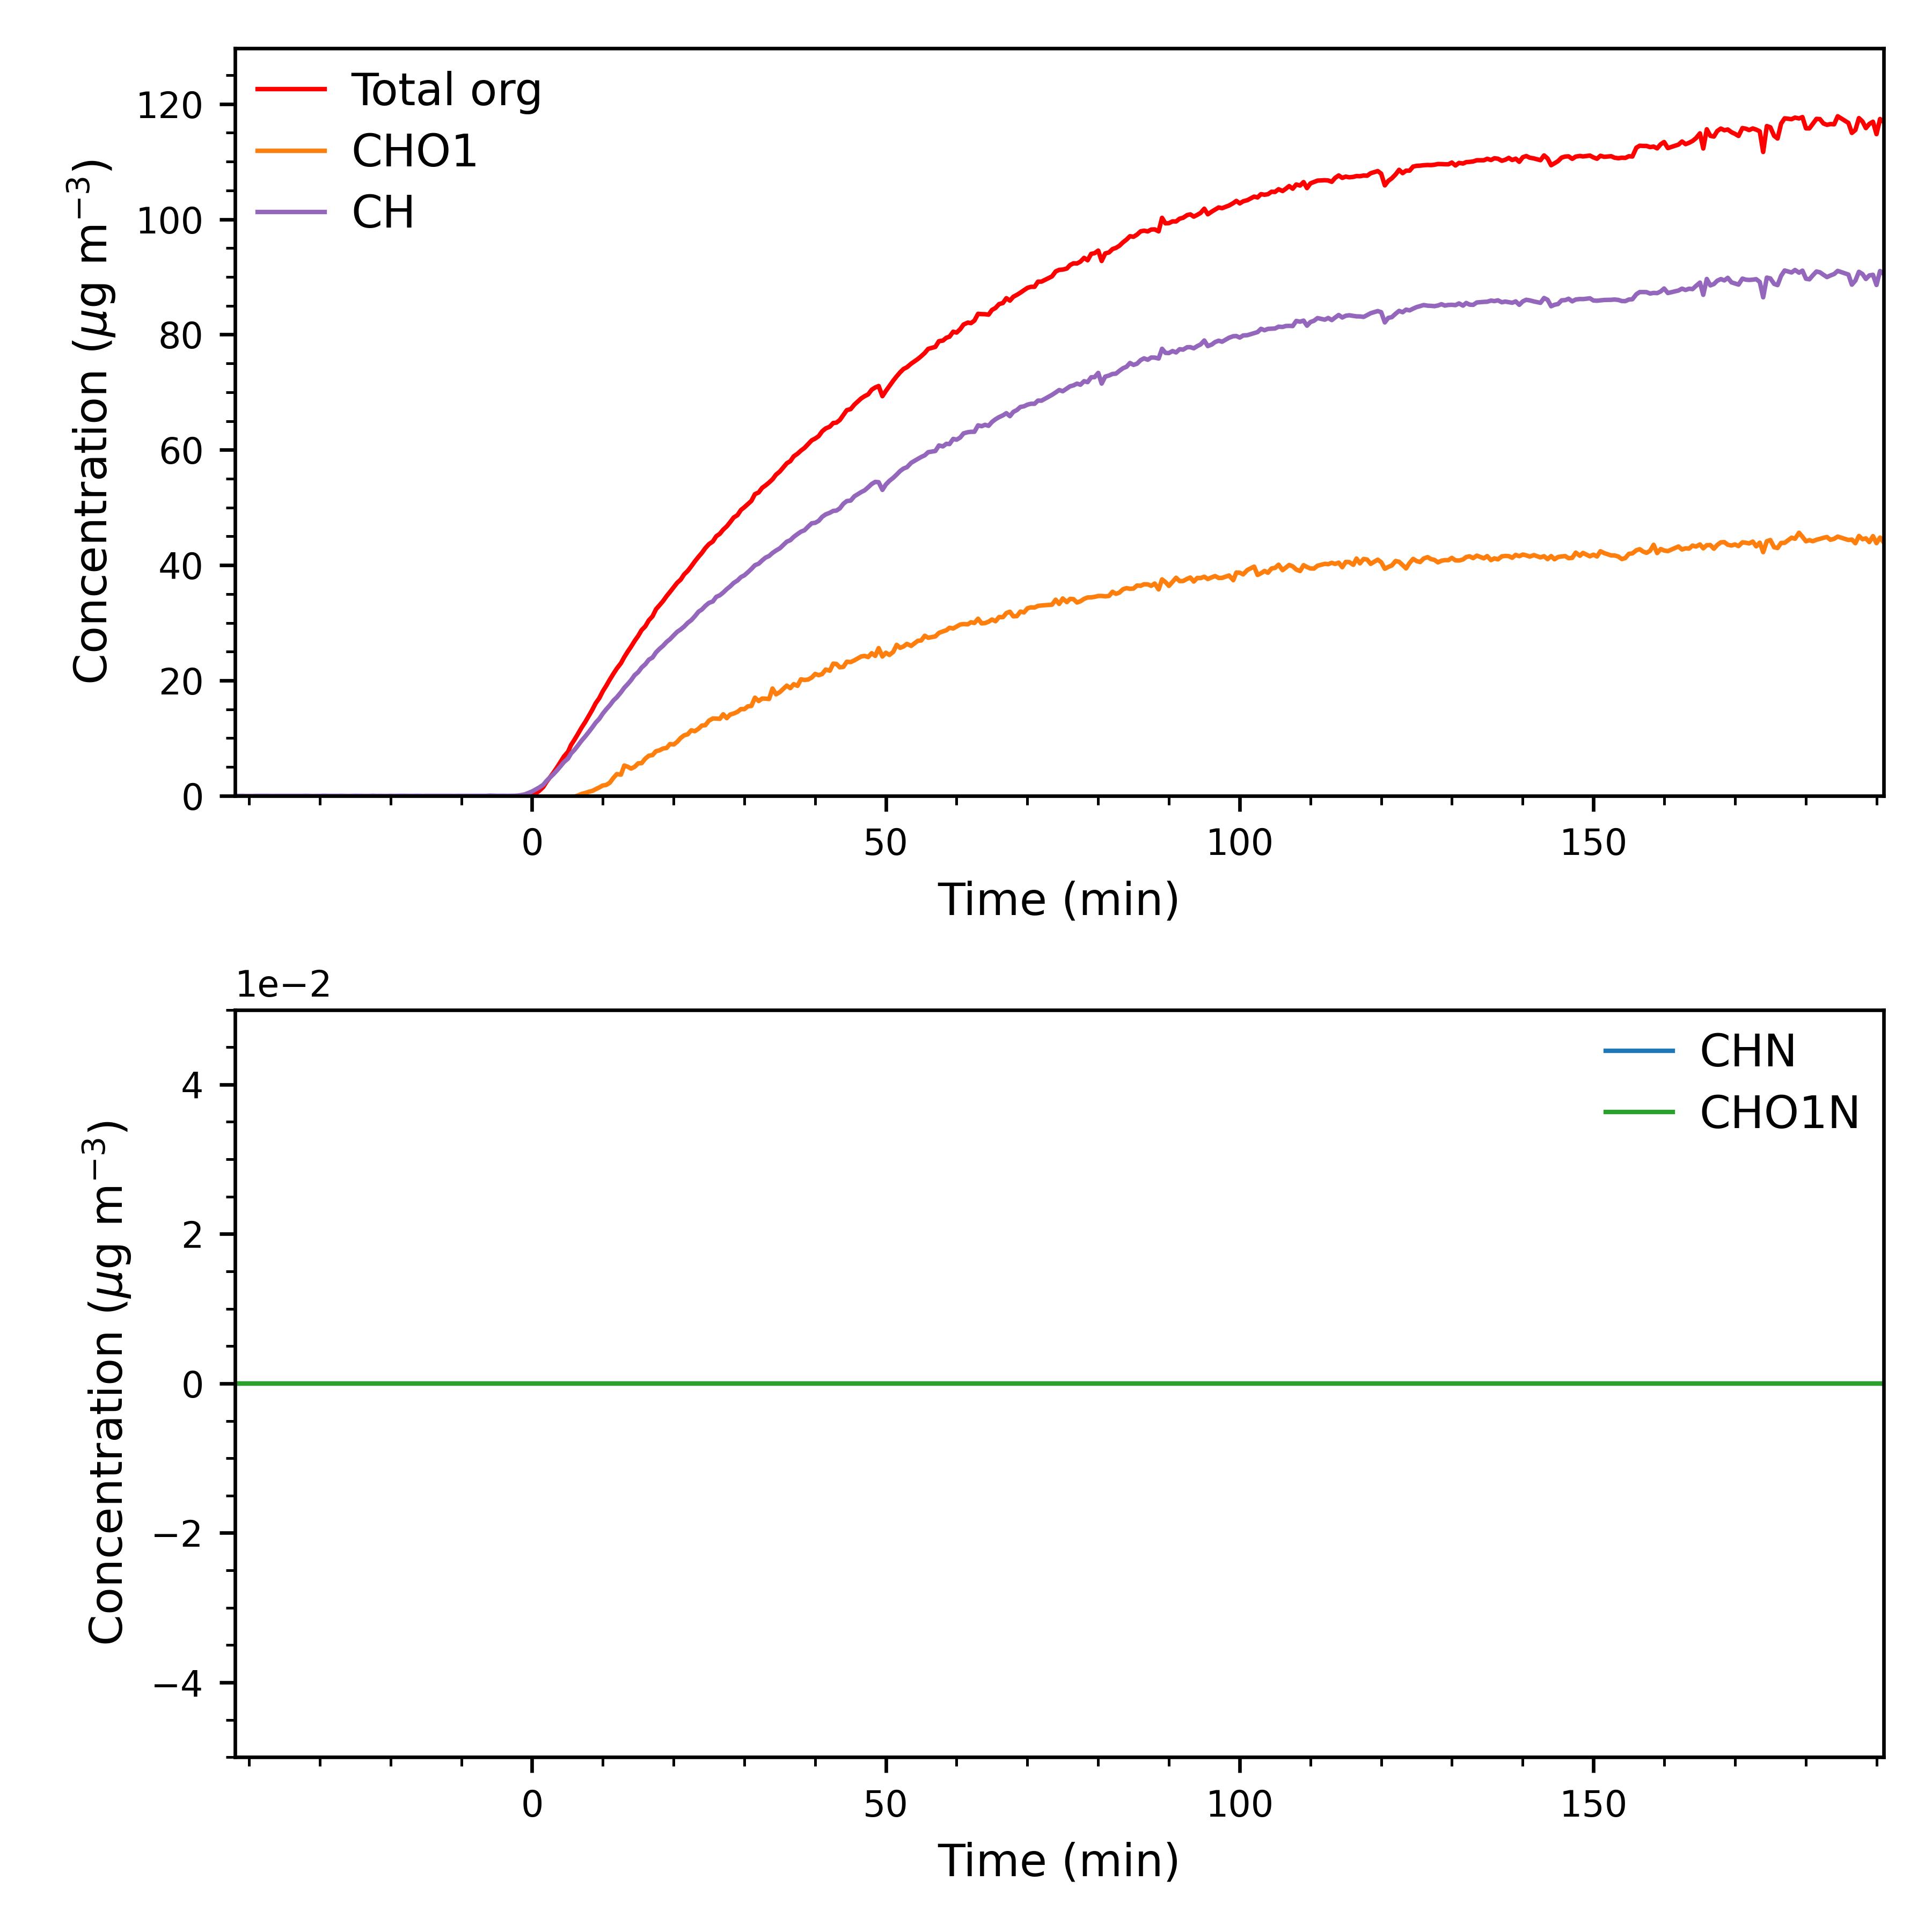 Total org
CHO1
CH
120
100
80
60
40
20
0
Concentration (μg m⁻³)
0 50 100 150
Time (min)
1e−2
CHN
CHO1N
4
2
0
−2
−4
Concentration (μg m⁻³)
0 50 100 150
Time (min)